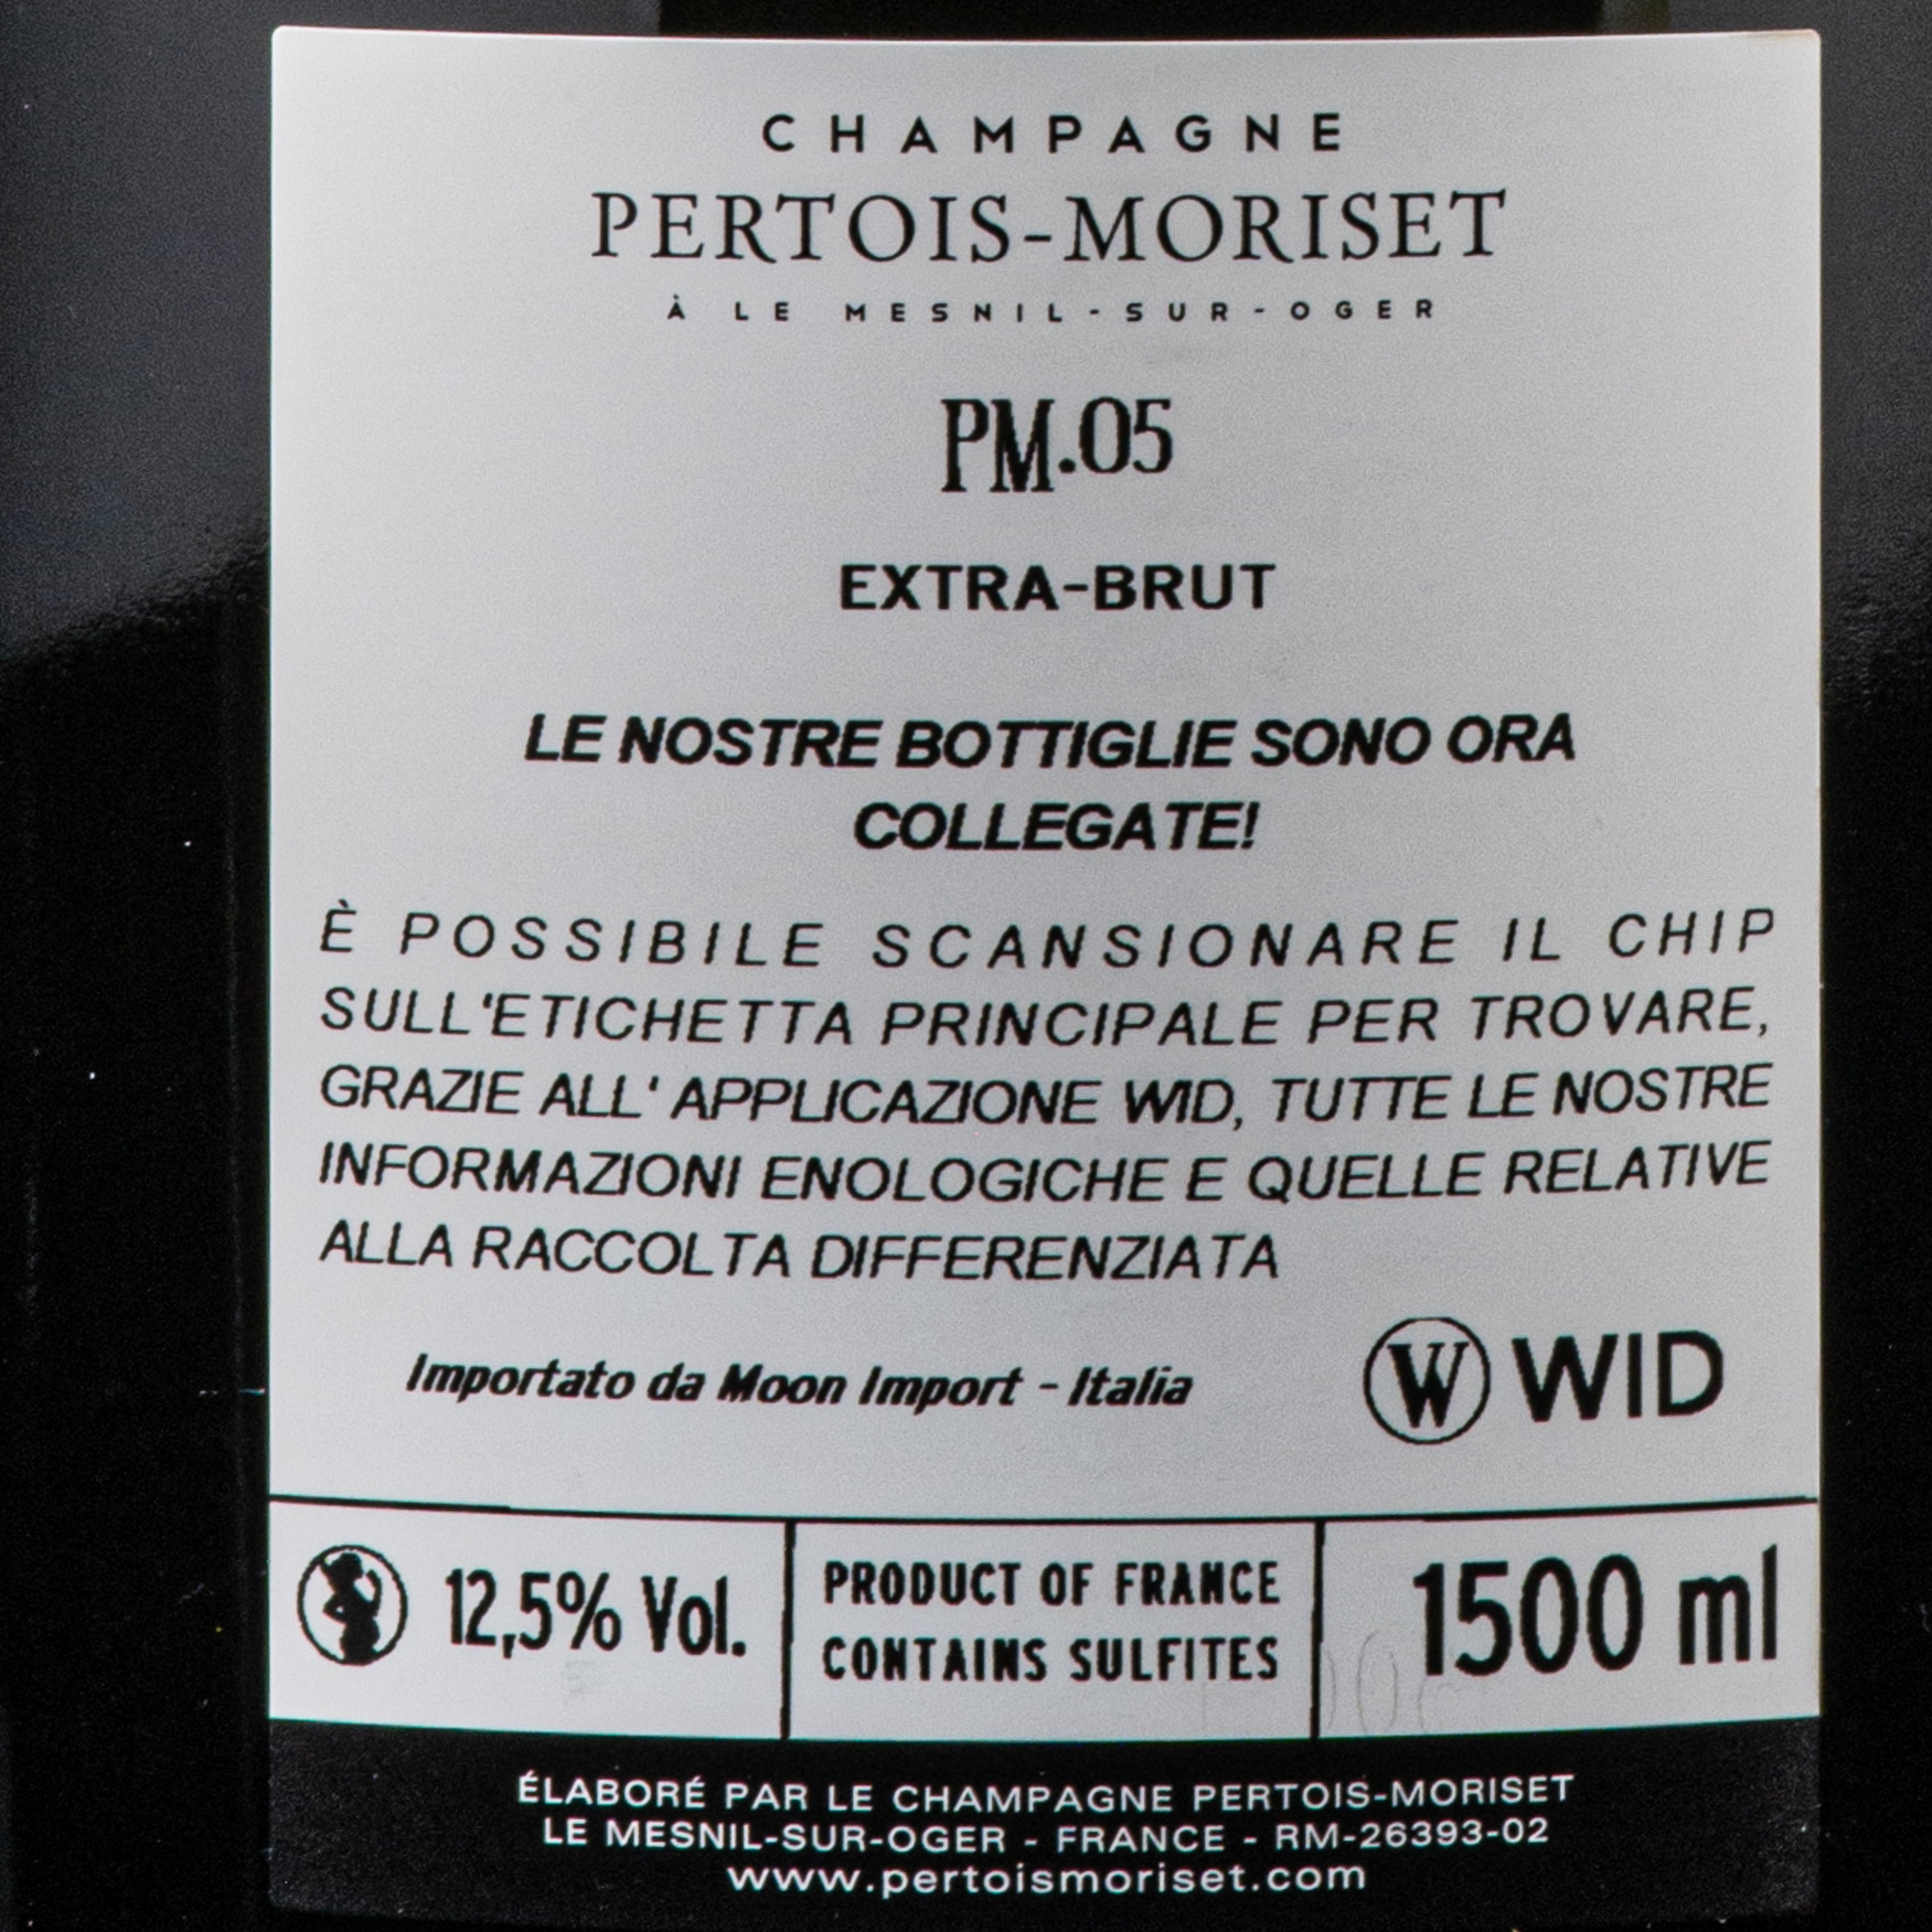 CHAMPAGNE
PERTOIS-MORISET
À LE MESNIL-SUR-OGER
PM.05
EXTRA-BRUT
LE NOSTRE BOTTIGLIE SONO ORA
COLLEGATE!
È POSSIBILE SCANSIONARE IL CHIP
SULL'ETICHETTA PRINCIPALE PER TROVARE,
GRAZIE ALL' APPLICAZIONE WID, TUTTE LE NOSTRE
INFORMAZIONI ENOLOGICHE E QUELLE RELATIVE
ALLA RACCOLTA DIFFERENZIATA
Importato da Moon Import - Italia
W WID
12,5% Vol.
PRODUCT OF FRANCE
CONTAINS SULFITES
1500 ml
ÉLABORÉ PAR LE CHAMPAGNE PERTOIS-MORISET
LE MESNIL-SUR-OGER - FRANCE - RM-26393-02
www.pertoismoriset.com